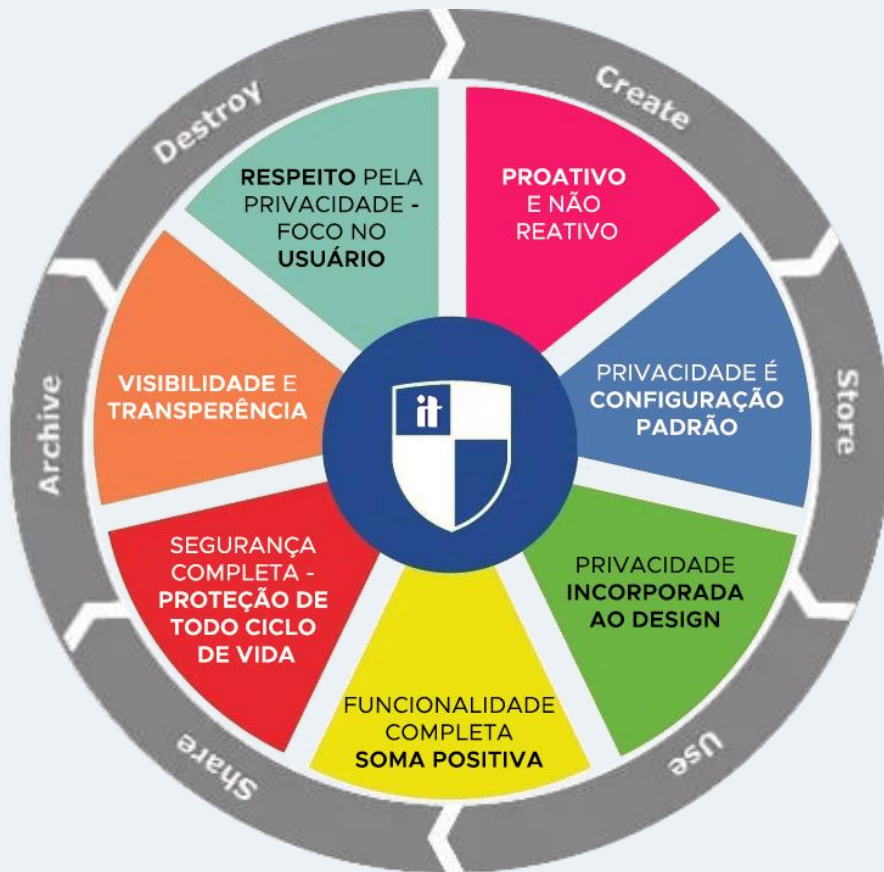 Create
Store
Use
Share
Archive
Destroy
PROATIVO
E NÃO
REATIVO
PRIVACIDADE É
CONFIGURAÇÃO
PADRÃO
PRIVACIDADE
INCORPORADA
AO DESIGN
FUNCIONALIDADE
COMPLETA
SOMA POSITIVA
SEGURANÇA
COMPLETA -
PROTEÇÃO DE
TODO CICLO
DE VIDA
VISIBILIDADE E
TRANSPERÊNCIA
RESPEITO PELA
PRIVACIDADE -
FOCO NO
USUÁRIO
it